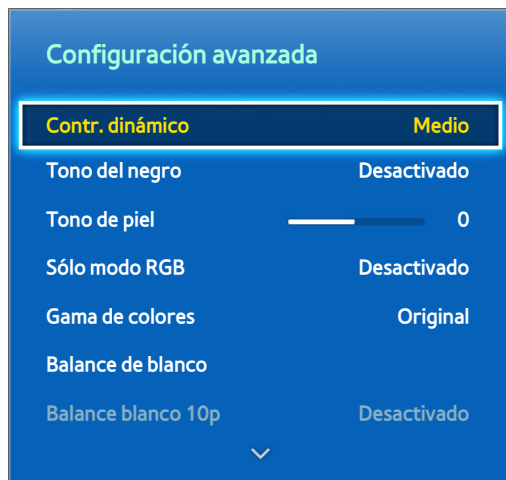 Configuración avanzada
Contr. dinámico Medio
Tono del negro Desactivado
Tono de piel 0
Sólo modo RGB Desactivado
Gama de colores Original
Balance de blanco
Balance blanco 10p Desactivado